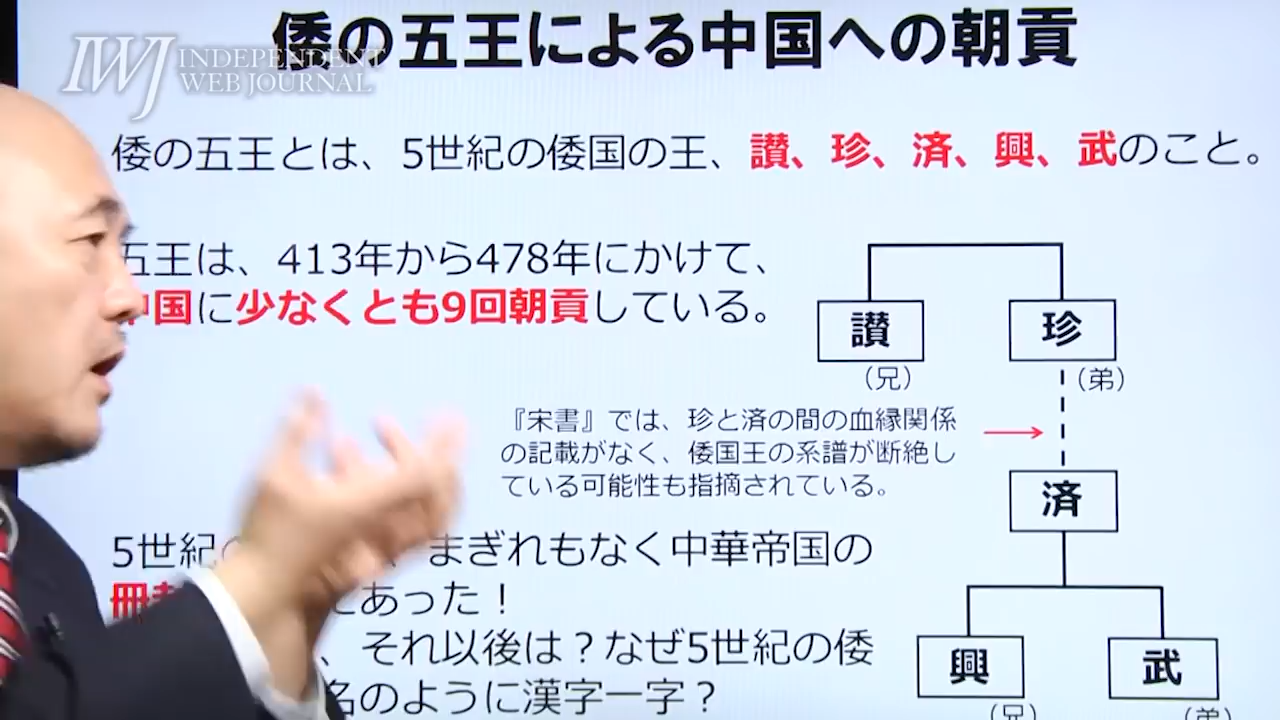 倭の五王による中国への朝貢
IWJ INDEPENDENT
WEB JOURNAL
倭の五王とは、5世紀の倭国の王、讃、珍、済、興、武のこと。
五王は、413年から478年にかけて、
中国に少なくとも9回朝貢している。
讃
珍
(兄)
(弟)
『宋書』では、珍と済の間の血縁関係
の記載がなく、倭国王の系譜が断絶し
ている可能性も指摘されている。
済
5世紀 まぎれもなく中華帝国の
冊 であった！
、それ以後は？なぜ5世紀の倭
名のように漢字一字？
興
武
(兄)
(弟)